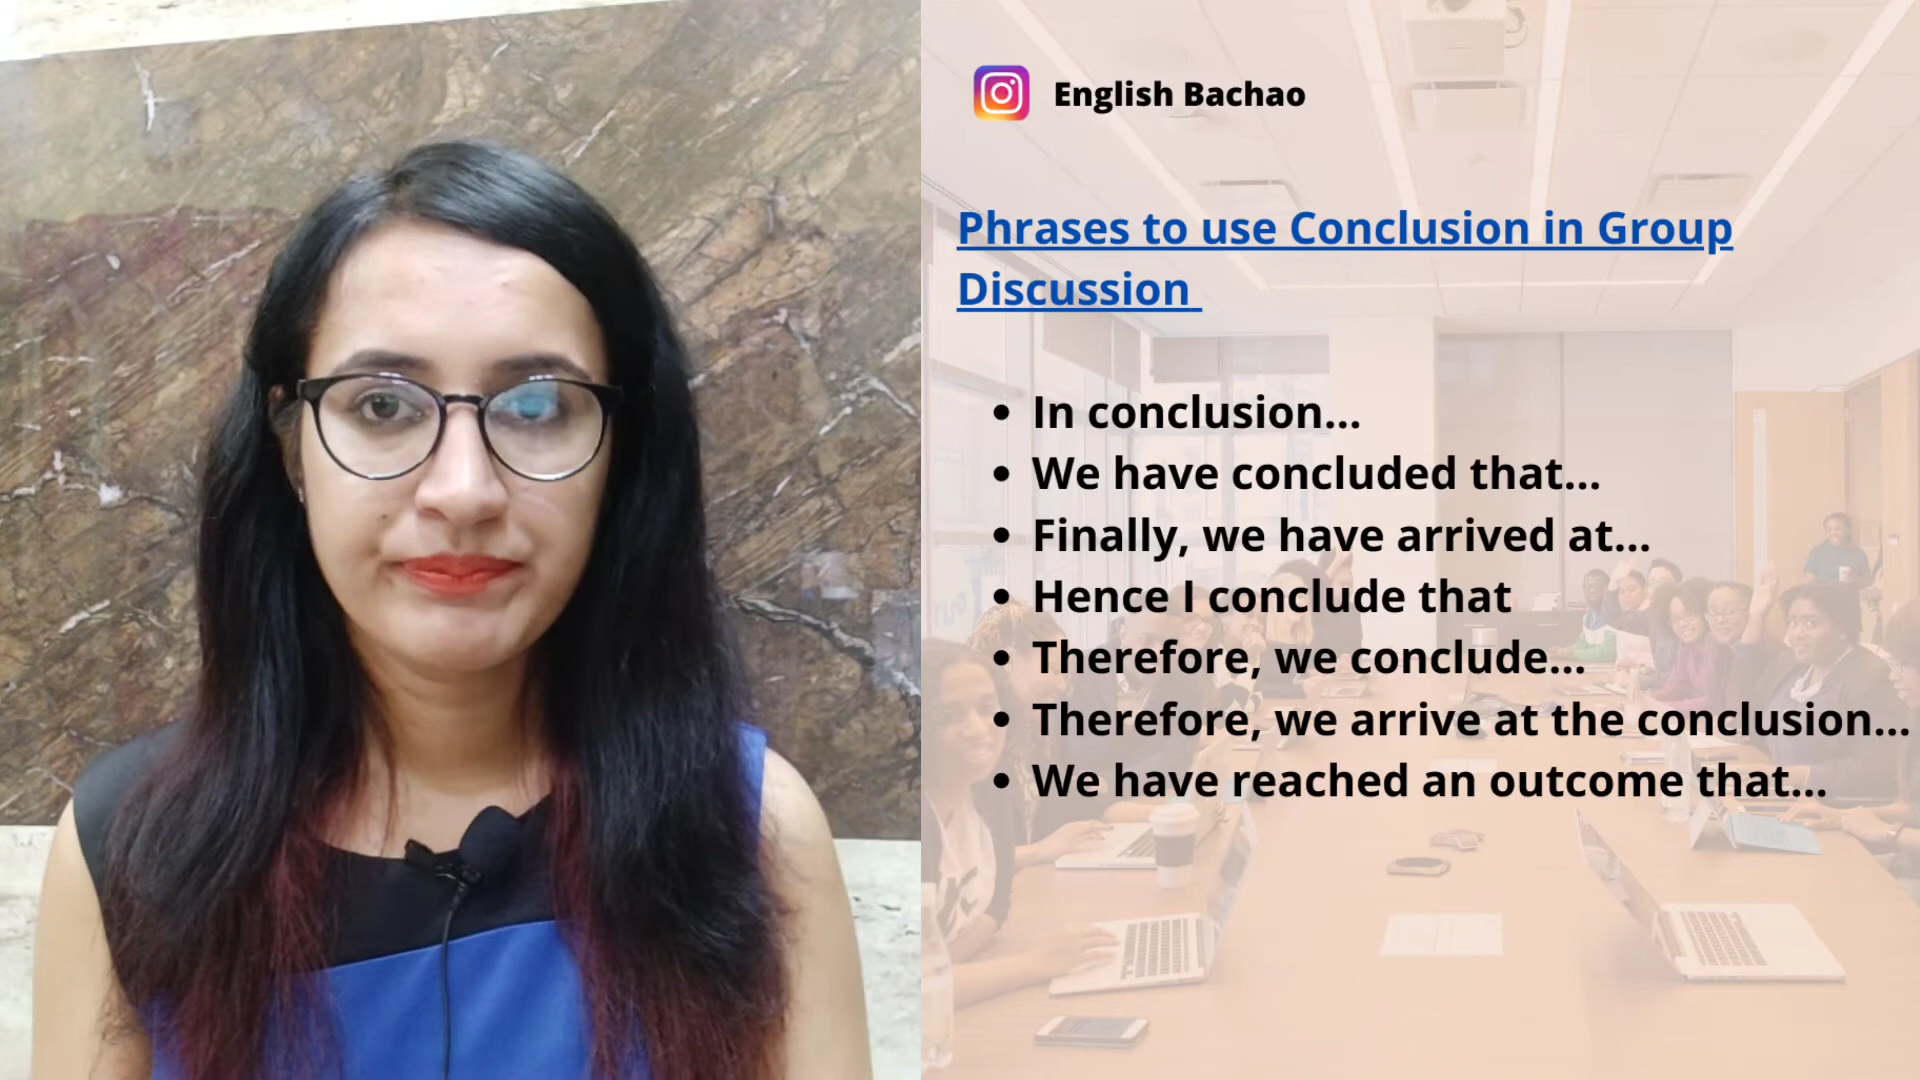 English Bachao
Phrases to use Conclusion in Group
Discussion
• In conclusion...
• We have concluded that...
• Finally, we have arrived at...
• Hence I conclude that
• Therefore, we conclude...
• Therefore, we arrive at the conclusion...
• We have reached an outcome that...